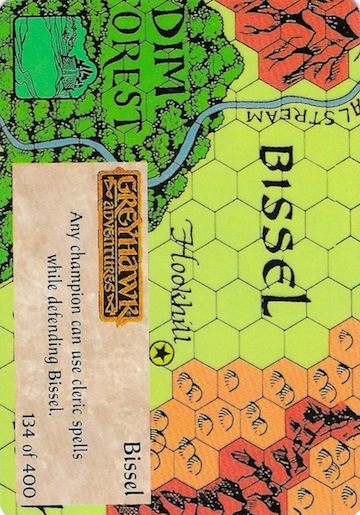 DIM
FOREST
LSTREAM
BISSEL
Hookhill
GREYHAWK
ADVENTURES
Bissel
Any champion can use cleric spells
while defending Bissel.
134 of 400